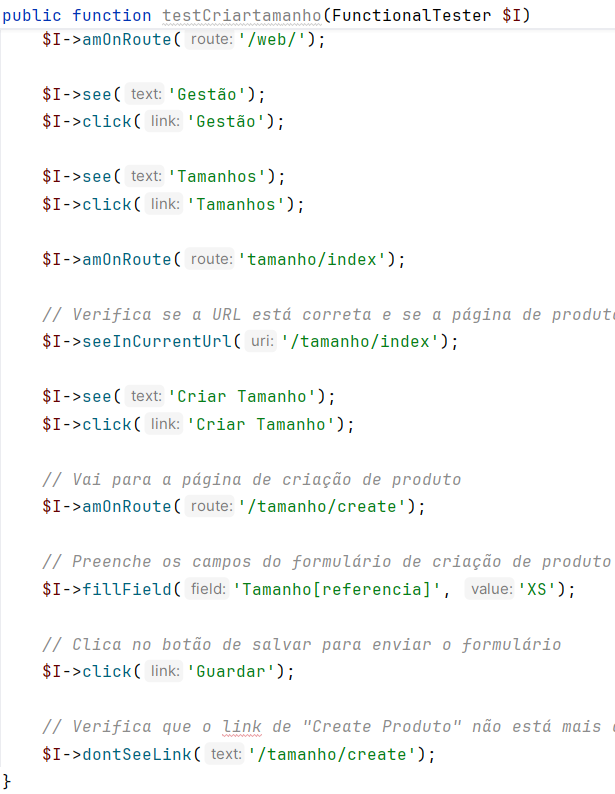 public function testCriartamanho(FunctionalTester $I)
$I->amOnRoute( route: '/web/');
$I->see( text: 'Gestão');
$I->click( link: 'Gestão');
$I->see( text: 'Tamanhos');
$I->click( link: 'Tamanhos');
$I->amOnRoute( route: 'tamanho/index');
// Verifica se a URL está correta e se a página de produt
$I->seeInCurrentUrl( uri: '/tamanho/index');
$I->see( text: 'Criar Tamanho');
$I->click( link: 'Criar Tamanho');
// Vai para a página de criação de produto
$I->amOnRoute( route: '/tamanho/create');
// Preenche os campos do formulário de criação de produto
$I->fillField( field: 'Tamanho[referencia]', value: 'XS');
// Clica no botão de salvar para enviar o formulário
$I->click( link: 'Guardar');
// Verifica que o link de "Create Produto" não está mais
$I->dontSeeLink( text: '/tamanho/create');
}